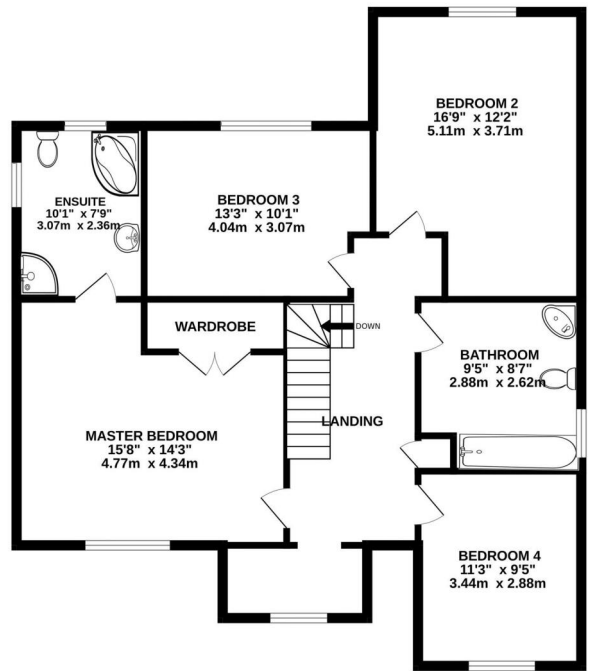 BEDROOM 2
16'9" x 12'2"
5.11m x 3.71m
ENSUITE
10'1" x 7'9"
3.07m x 2.36m
BEDROOM 3
13'3" x 10'1"
4.04m x 3.07m
WARDROBE
DOWN
BATHROOM
9'5" x 8'7"
2.88m x 2.62m
LANDING
MASTER BEDROOM
15'8" x 14'3"
4.77m x 4.34m
BEDROOM 4
11'3" x 9'5"
3.44m x 2.88m